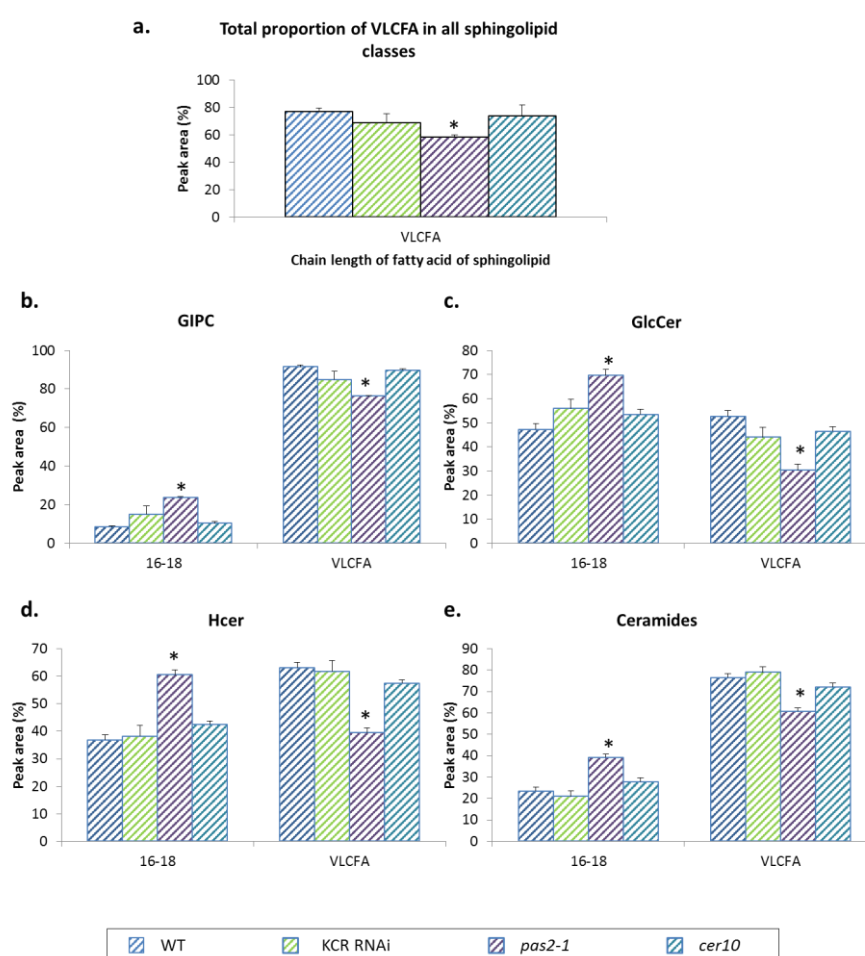 a.
Total proportion of VLCFA in all sphingolipid
classes
Peak area (%)
100
80
60
40
20
0
*
VLCFA
Chain length of fatty acid of sphingolipid
b.
GIPC
Peak area (%)
100
80
60
40
20
0
*
*
16-18
VLCFA
c.
GlcCer
Peak area (%)
80
70
60
50
40
30
20
10
0
*
*
16-18
VLCFA
d.
Hcer
Peak area (%)
70
60
50
40
30
20
10
0
*
*
16-18
VLCFA
e.
Ceramides
Peak area (%)
90
80
70
60
50
40
30
20
10
0
*
*
16-18
VLCFA
WT
KCR RNAi
pas2-1
cer10